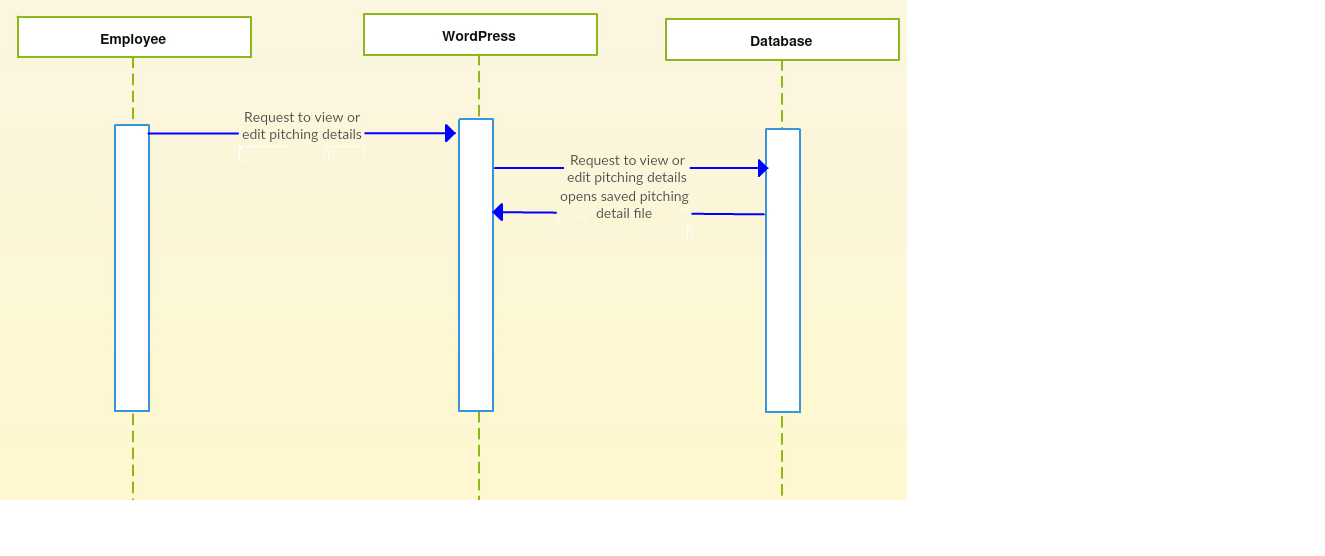 Employee
WordPress
Database
Request to view or
edit pitching details
Request to view or
edit pitching details
opens saved pitching
detail file